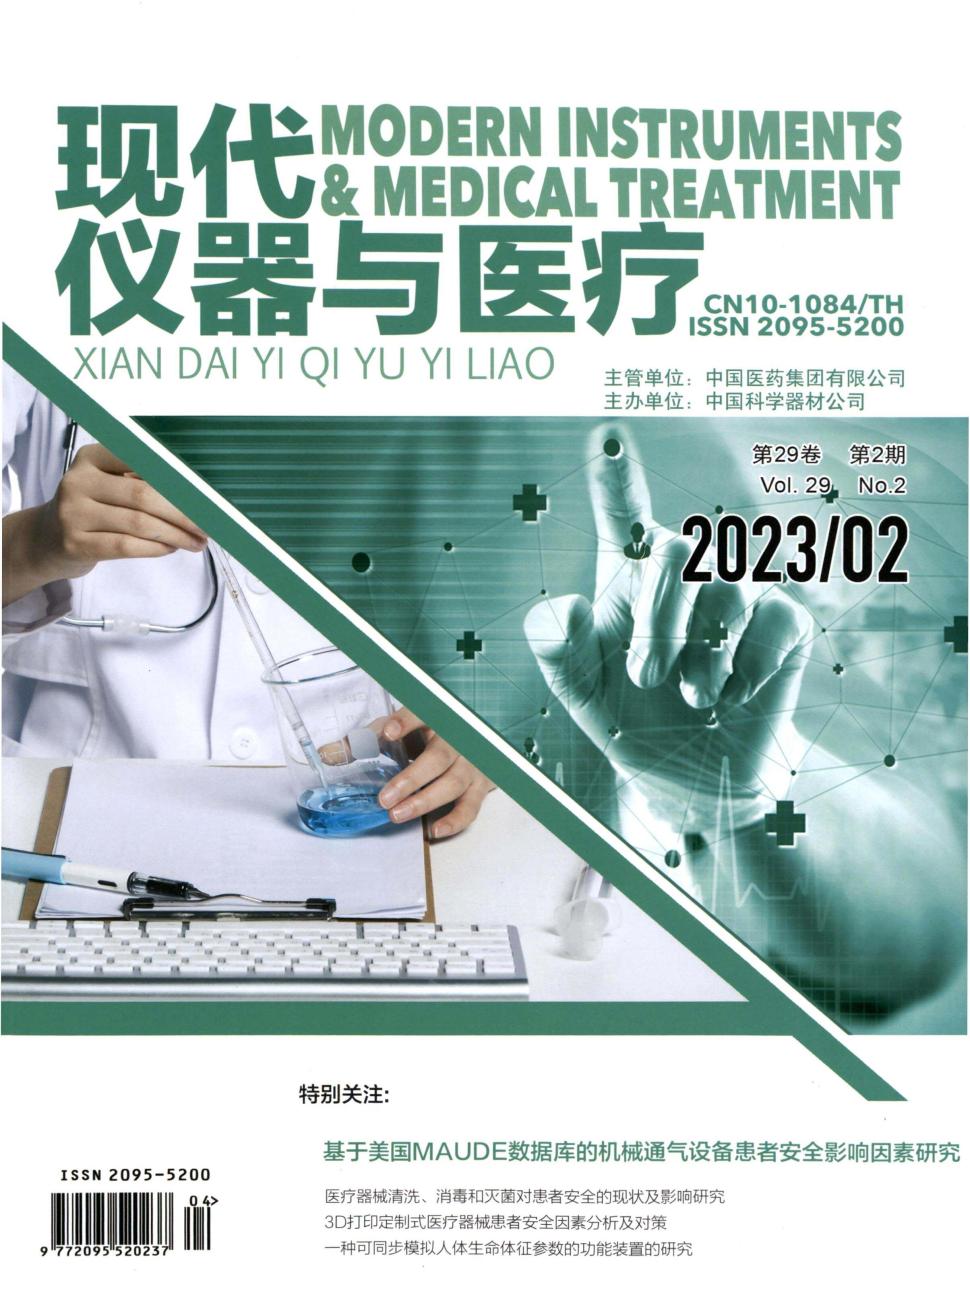 现代
MODERN INSTRUMENTS
& MEDICAL TREATMENT
仪器与医疗
CN10-1084/TH
ISSN 2095-5200
XIAN DAI YI QI YU YI LIAO
主管单位：中国医药集团有限公司
主办单位：中国科学器材公司
第29卷 第2期
Vol. 29 No.2
2023/02
特别关注:
基于美国MAUDE数据库的机械通气设备患者安全影响因素研究
医疗器械清洗、消毒和灭菌对患者安全的现状及影响研究
3D打印定制式医疗器械患者安全因素分析及对策
一种可同步模拟人体生命体征参数的功能装置的研究
ISSN 2095-5200
04>
9 772095 520237